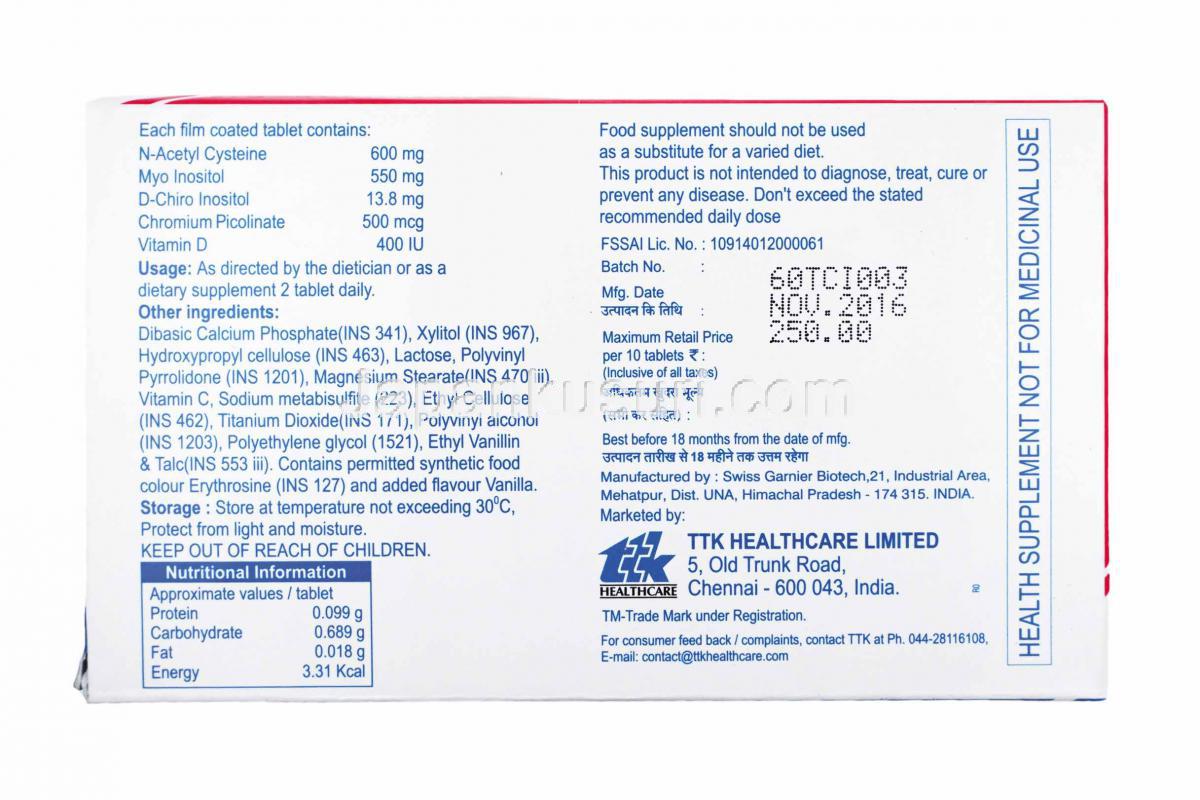 Each film coated tablet contains:
N-Acetyl Cysteine 600 mg
Myo Inositol 550 mg
D-Chiro Inositol 13.8 mg
Chromium Picolinate 500 mcg
Vitamin D 400 IU
Usage: As directed by the dietician or as a
dietary supplement 2 tablet daily.
Other ingredients:
Dibasic Calcium Phosphate(INS 341), Xylitol (INS 967),
Hydroxypropyl cellulose (INS 463), Lactose, Polyvinyl
Pyrrolidone (INS 1201), Magnesium Stearate(INS 470 iii)
Vitamin C, Sodium metabisulfite (223), Ethyl Cellulose
(INS 462), Titanium Dioxide(INS 171), Polyvinyl alcohol
(INS 1203), Polyethylene glycol (1521), Ethyl Vanillin
& Talc(INS 553 iii). Contains permitted synthetic food
colour Erythrosine (INS 127) and added flavour Vanilla.
Storage : Store at temperature not exceeding 30⁰C,
Protect from light and moisture.
KEEP OUT OF REACH OF CHILDREN.
Nutritional Information
Approximate values / tablet
Protein 0.099 g
Carbohydrate 0.689 g
Fat 0.018 g
Energy 3.31 Kcal
Food supplement should not be used
as a substitute for a varied diet.
This product is not intended to diagnose, treat, cure or
prevent any disease. Don't exceed the stated
recommended daily dose
FSSAI Lic. No. : 10914012000061
Batch No. : 60TCI003
Mfg. Date NOV.2016
उत्पादन कि तिथि :
Maximum Retail Price 250.00
per 10 tablets ₹ :
(Inclusive of all taxes)
अधिकतम खुदरा मूल्य
(सभी कर सहित) :
Best before 18 months from the date of mfg.
उत्पादन तारीख से 18 महीने तक उत्तम रहेगा
Manufactured by : Swiss Garnier Biotech,21, Industrial Area,
Mehatpur, Dist. UNA, Himachal Pradesh - 174 315. INDIA.
Marketed by:
ttk
HEALTHCARE
TTK HEALTHCARE LIMITED
5, Old Trunk Road,
Chennai - 600 043, India.
TM-Trade Mark under Registration.
For consumer feed back / complaints, contact TTK at Ph. 044-28116108,
E-mail: contact@ttkhealthcare.com
HEALTH SUPPLEMENT NOT FOR MEDICINAL USE
Japankusuri.com